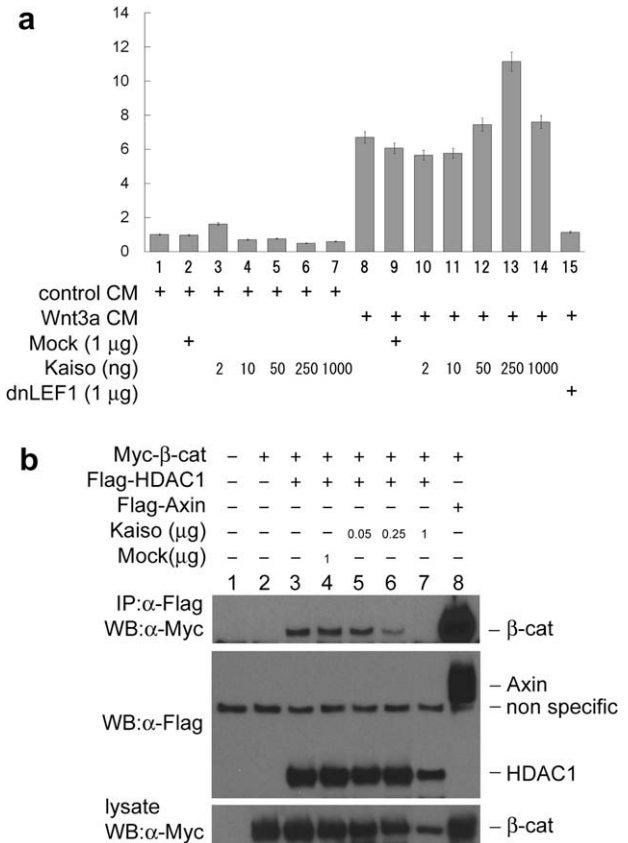 a
14
12
10
8
6
4
2
0
1 2 3 4 5 6 7 8 9 10 11 12 13 14 15
control CM + + + + + + +
Wnt3a CM + + + + + + + +
Mock (1 μg) + +
Kaiso (ng) 2 10 50 250 1000 2 10 50 250 1000
dnLEF1 (1 μg) +
b
Myc-β-cat – + + + + + + +
Flag-HDAC1 – – + + + + + –
Flag-Axin – – – – – – – +
Kaiso (μg) – – – – 0.05 0.25 1 –
Mock(μg) – – – 1 – – – –
1 2 3 4 5 6 7 8
IP:α-Flag
WB:α-Myc – β-cat
– Axin
– non specific
WB:α-Flag
– HDAC1
lysate
WB:α-Myc – β-cat